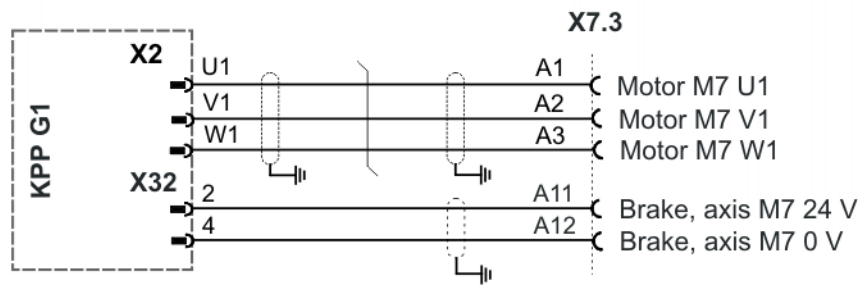 X7.3
X2
U1 A1 Motor M7 U1
V1 A2 Motor M7 V1
W1 A3 Motor M7 W1
KPP G1
X32
2 A11 Brake, axis M7 24 V
4 A12 Brake, axis M7 0 V